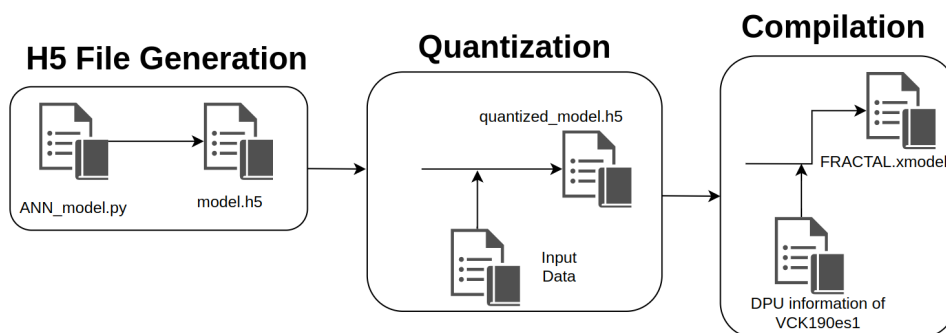 H5 File Generation
ANN_model.py
model.h5
Quantization
quantized_model.h5
Input
Data
Compilation
FRACTAL.xmodel
DPU information of
VCK190es1